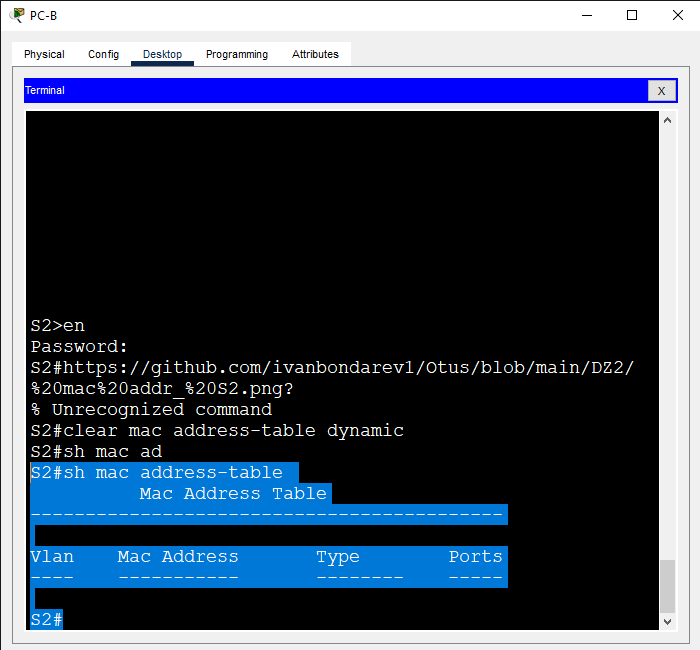 PC-B
Physical Config Desktop Programming Attributes
Terminal X
S2>en
Password:
S2#https://github.com/ivanbondarev1/Otus/blob/main/DZ2/
%20mac%20addr_%20S2.png?
% Unrecognized command
S2#clear mac address-table dynamic
S2#sh mac ad
S2#sh mac address-table
Mac Address Table
-------------------------------------------
Vlan Mac Address Type Ports
---- ----------- -------- -----
S2#